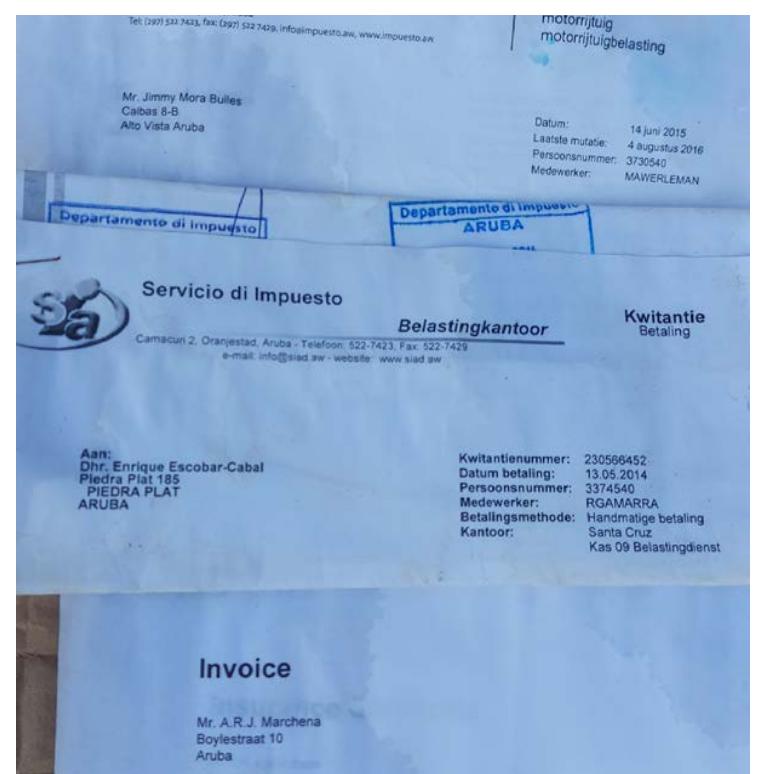 Tel: (297) 522 7423, fax: (297) 522 7429, info@impuesto.aw, www.impuesto.aw
motorrijtuig
motorrijtuigbelasting
Mr. Jimmy Mora Bulles
Calbas 8-B
Alto Vista Aruba
Datum: 14 juni 2015
Laatste mutatie: 4 augustus 2016
Persoonsnummer: 3730540
Medewerker: MAWERLEMAN
Departamento di Impuesto
Departamento di Impuesto
ARUBA
sia
Servicio di Impuesto
Belastingkantoor
Kwitantie
Betaling
Camacuri 2, Oranjestad, Aruba - Telefoon: 522-7423, Fax: 522-7429
e-mail: info@siad.aw - website: www.siad.aw
Aan:
Dhr. Enrique Escobar-Cabal
Piedra Plat 185
PIEDRA PLAT
ARUBA
Kwitantienummer: 230566452
Datum betaling: 13.05.2014
Persoonsnummer: 3374540
Medewerker: RGAMARRA
Betalingsmethode: Handmatige betaling
Kantoor: Santa Cruz
Kas 09 Belastingdienst
Invoice
Mr. A.R.J. Marchena
Boylestraat 10
Aruba